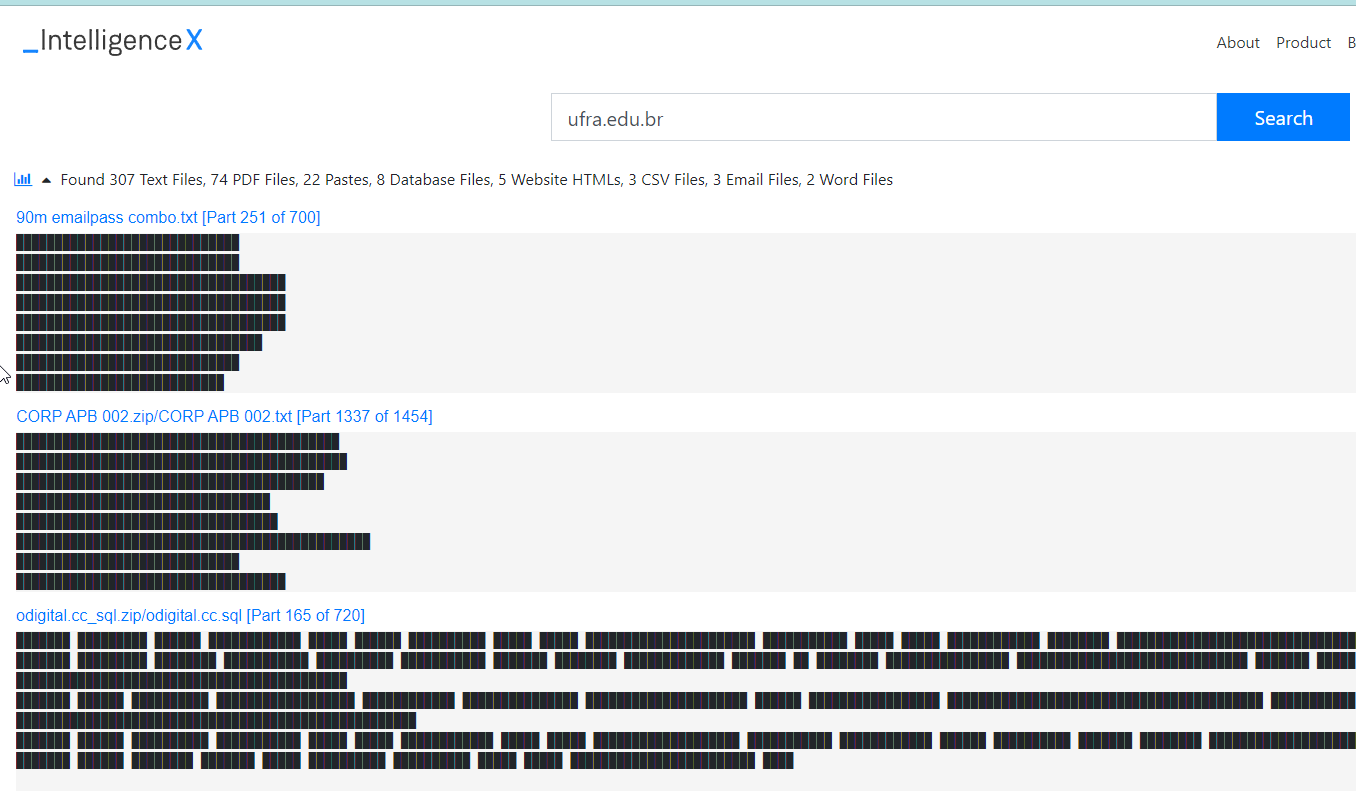 _IntelligenceX
About Product B
ufra.edu.br Search
Found 307 Text Files, 74 PDF Files, 22 Pastes, 8 Database Files, 5 Website HTMLs, 3 CSV Files, 3 Email Files, 2 Word Files
90m emailpass combo.txt [Part 251 of 700]
CORP APB 002.zip/CORP APB 002.txt [Part 1337 of 1454]
odigital.cc_sql.zip/odigital.cc.sql [Part 165 of 720]